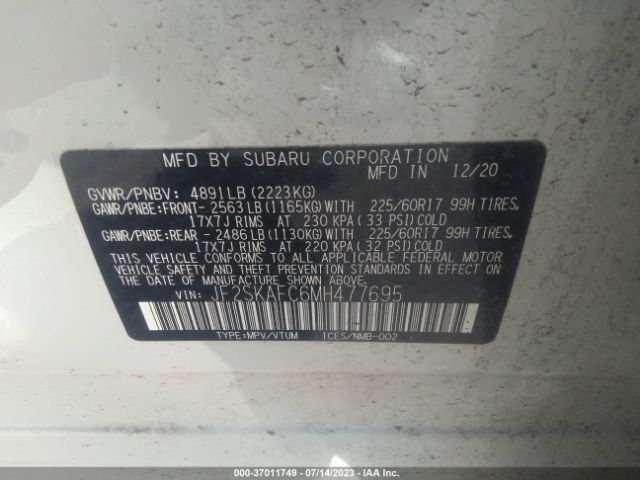 MFD BY SUBARU CORPORATION
MFD IN 12/20
GVWR/PNBV: 4891LB (2223KG)
GAWR/PNBE: FRONT- 2563LB (1165KG)WITH 225/60R17 99H TIRES,
17X7J RIMS AT 230 KPA (33 PSI)COLD
GAWR/PNBE: REAR - 2486LB (1130KG)WITH 225/60R17 99H TIRES,
17X7J RIMS AT 220 KPA (32 PSI)COLD
THIS VEHICLE CONFORMS TO ALL APPLICABLE FEDERAL MOTOR
VEHICLE SAFETY AND THEFT PREVENTION STANDARDS IN EFFECT
ON THE DATE OF MANUFACTURE SHOWN ABOVE.
VIN: JF2SKAFC6MH477695
TYPE:MPV/VTUM ICES/NMB-002
000-37011749 - 07/14/2023 - IAA Inc.